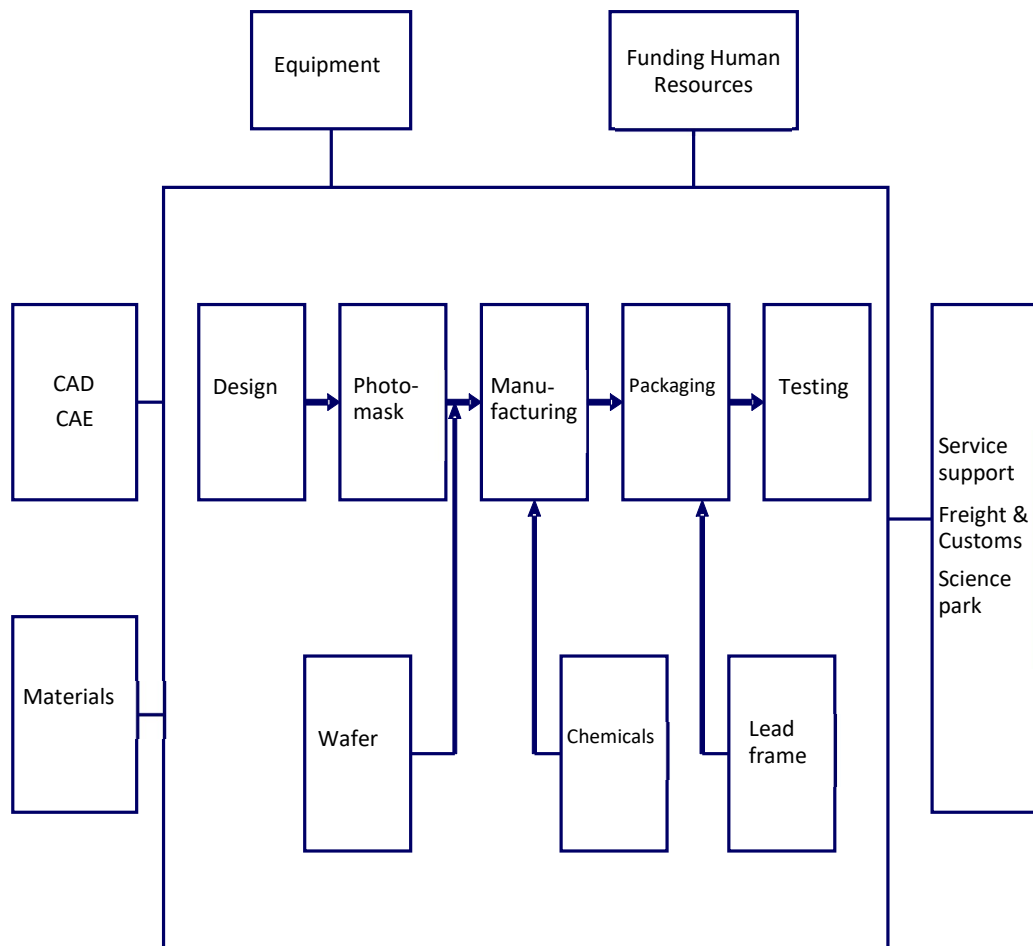 Equipment
Funding Human
Resources
CAD
CAE
Design
Photo-
mask
Manu-
facturing
Packaging
Testing
Service
support
Freight &
Customs
Science
park
Materials
Wafer
Chemicals
Lead
frame